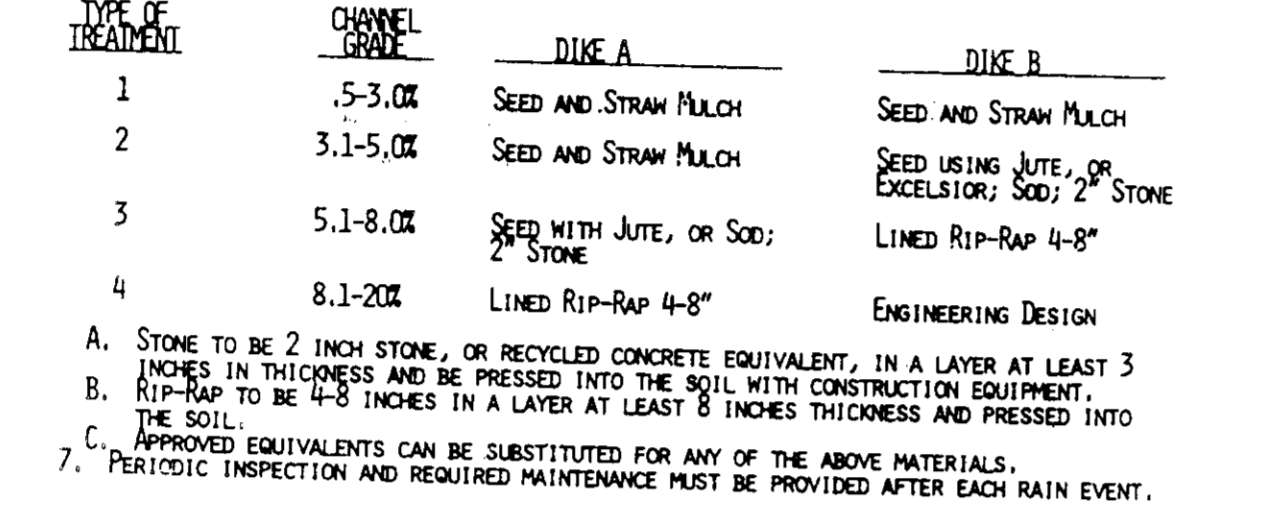 TYPE OF TREATMENT CHANNEL GRADE DIKE A DIKE B
1 .5-3.0% SEED AND STRAW MULCH SEED AND STRAW MULCH
2 3.1-5.0% SEED AND STRAW MULCH SEED USING JUTE, OR
EXCELSIOR; SOD; 2" STONE
3 5.1-8.0% SEED WITH JUTE, OR SOD; LINED RIP-RAP 4-8"
2" STONE
4 8.1-20% LINED RIP-RAP 4-8" ENGINEERING DESIGN
A. STONE TO BE 2 INCH STONE, OR RECYCLED CONCRETE EQUIVALENT, IN A LAYER AT LEAST 3
INCHES IN THICKNESS AND BE PRESSED INTO THE SOIL WITH CONSTRUCTION EQUIPMENT.
B. RIP-RAP TO BE 4-8 INCHES IN A LAYER AT LEAST 8 INCHES THICKNESS AND PRESSED INTO
THE SOIL.
C. APPROVED EQUIVALENTS CAN BE SUBSTITUTED FOR ANY OF THE ABOVE MATERIALS.
7. PERIODIC INSPECTION AND REQUIRED MAINTENANCE MUST BE PROVIDED AFTER EACH RAIN EVENT.